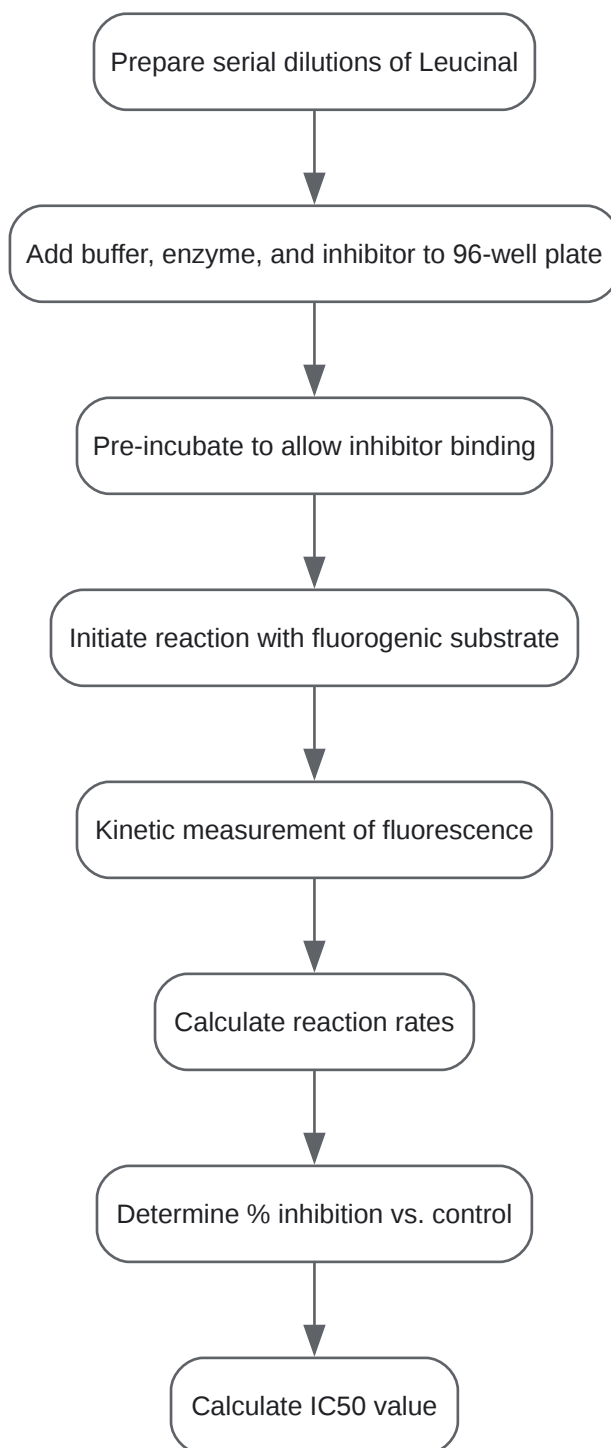 Prepare serial dilutions of Leucinal
Add buffer, enzyme, and inhibitor to 96-well plate
Pre-incubate to allow inhibitor binding
Initiate reaction with fluorogenic substrate
Kinetic measurement of fluorescence
Calculate reaction rates
Determine % inhibition vs. control
Calculate IC50 value